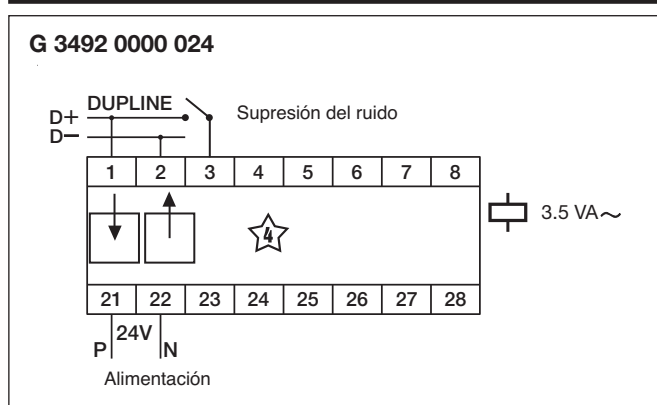 G 3492 0000 024
DUPLINE
D+
D−
Supresión del ruido
1 2 3 4 5 6 7 8
4
3.5 VA~
21 22 23 24 25 26 27 28
24V
P N
Alimentación